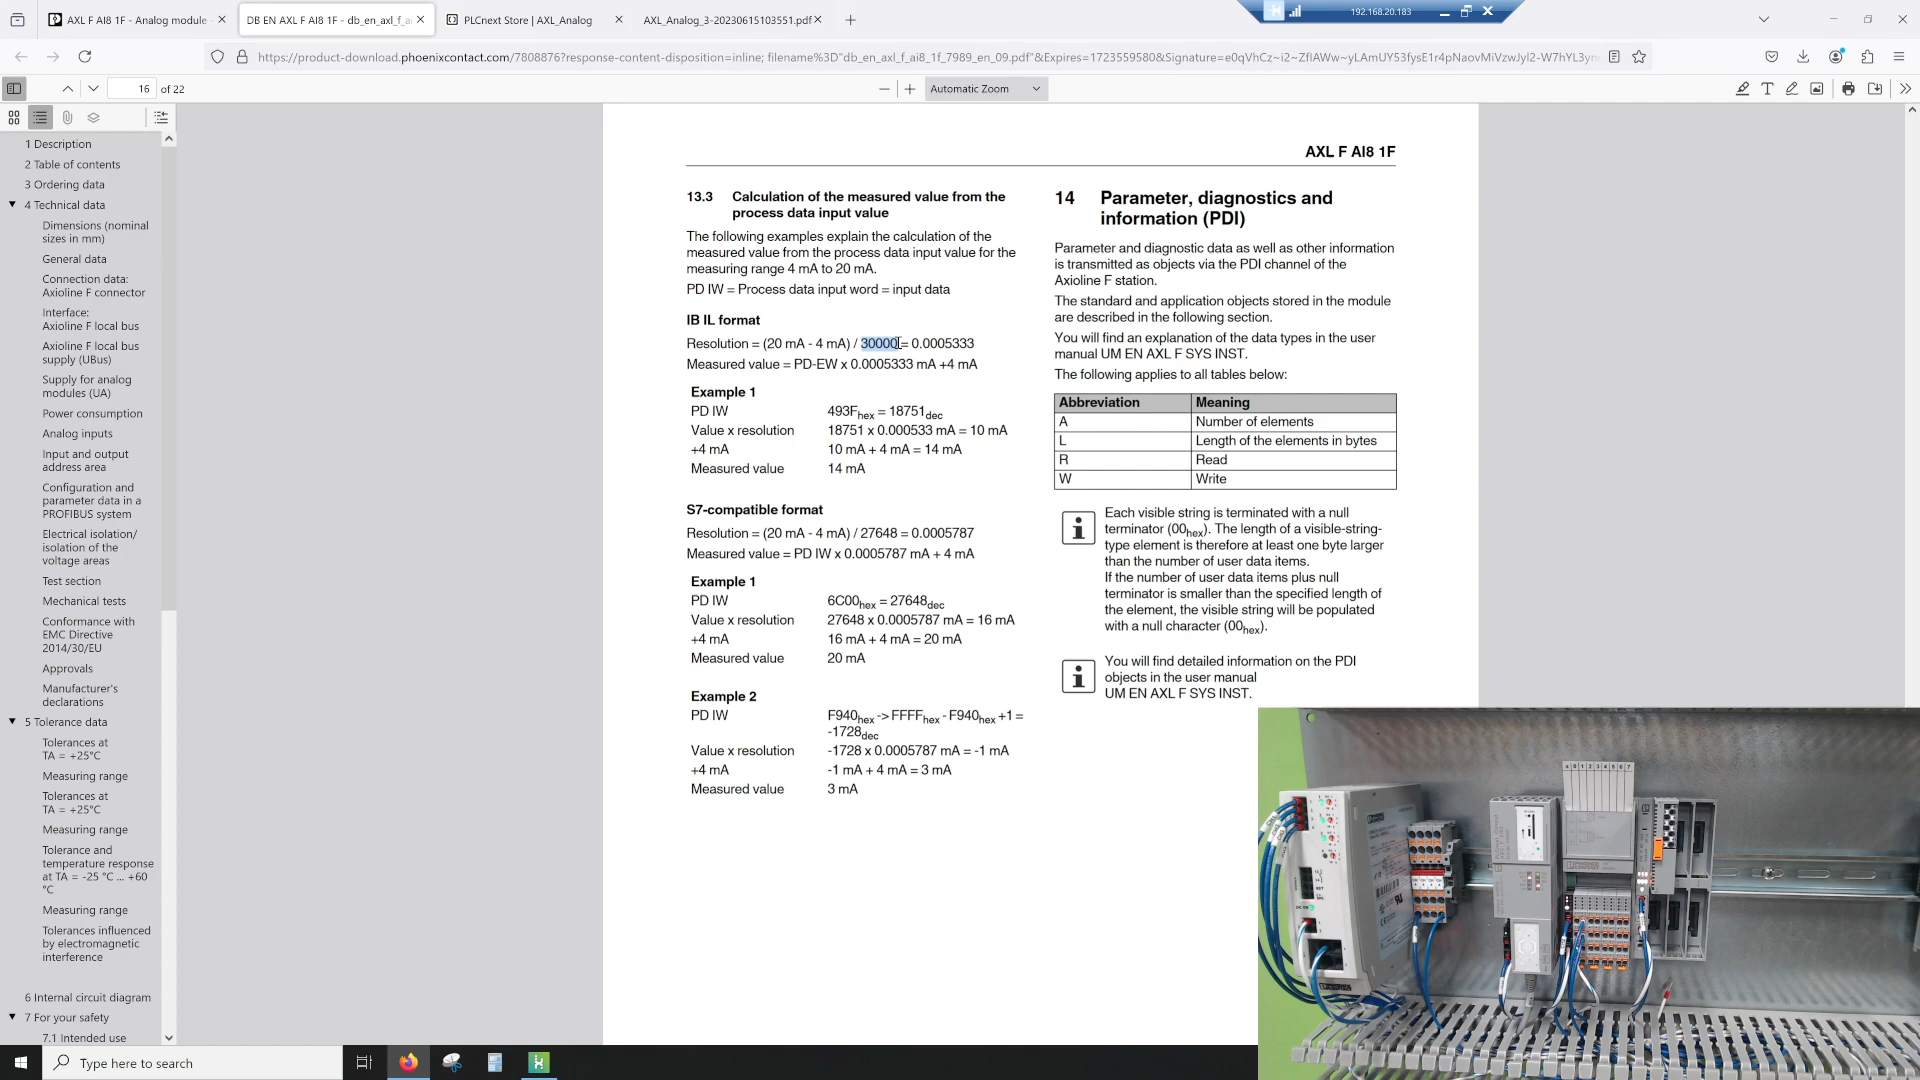 AXL F AI8 1F - Analog module -
DB EN AXL F AI8 1F - db_en_axl_f_a
PLCnext Store | AXL_Analog
AXL_Analog_3-20230615103551.pdf
192.168.20.183
https://product-download.phoenixcontact.com/7808876?response-content-disposition=inline; filename%3D"db_en_axl_f_ai8_1f_7989_en_09.pdf"&Expires=1723559580&Signature=e0qVhCz~i2~ZfIAWw~yLAmUY53fysE1r4pNaovMiVzwJyl2-W7hYL3yn
16 of 22
Automatic Zoom
1 Description
2 Table of contents
3 Ordering data
4 Technical data
Dimensions (nominal
sizes in mm)
General data
Connection data:
Axioline F connector
Interface:
Axioline F local bus
Axioline F local bus
supply (UBus)
Supply for analog
modules (UA)
Power consumption
Analog inputs
Input and output
address area
Configuration and
parameter data in a
PROFIBUS system
Electrical isolation/
isolation of the
voltage areas
Test section
Mechanical tests
Conformance with
EMC Directive
2014/30/EU
Approvals
Manufacturer's
declarations
5 Tolerance data
Tolerances at
TA = +25°C
Measuring range
Tolerances at
TA = +25°C
Measuring range
Tolerance and
temperature response
at TA = -25 °C ... +60
°C
Measuring range
Tolerances influenced
by electromagnetic
interference
6 Internal circuit diagram
7 For your safety
7.1 Intended use
AXL F AI8 1F
13.3 Calculation of the measured value from the
process data input value
The following examples explain the calculation of the
measured value from the process data input value for the
measuring range 4 mA to 20 mA.
PD IW = Process data input word = input data
IB IL format
Resolution = (20 mA - 4 mA) / 30000 = 0.0005333
Measured value = PD-EW x 0.0005333 mA +4 mA
Example 1
PD IW 493Fhex = 18751dec
Value x resolution 18751 x 0.000533 mA = 10 mA
+4 mA 10 mA + 4 mA = 14 mA
Measured value 14 mA
S7-compatible format
Resolution = (20 mA - 4 mA) / 27648 = 0.0005787
Measured value = PD IW x 0.0005787 mA + 4 mA
Example 1
PD IW 6C00hex = 27648dec
Value x resolution 27648 x 0.0005787 mA = 16 mA
+4 mA 16 mA + 4 mA = 20 mA
Measured value 20 mA
Example 2
PD IW F940hex -> FFFFhex - F940hex +1 =
-1728dec
Value x resolution -1728 x 0.0005787 mA = -1 mA
+4 mA -1 mA + 4 mA = 3 mA
Measured value 3 mA
14 Parameter, diagnostics and
information (PDI)
Parameter and diagnostic data as well as other information
is transmitted as objects via the PDI channel of the
Axioline F station.
The standard and application objects stored in the module
are described in the following section.
You will find an explanation of the data types in the user
manual UM EN AXL F SYS INST.
The following applies to all tables below:
Abbreviation Meaning
A Number of elements
L Length of the elements in bytes
R Read
W Write
Each visible string is terminated with a null
terminator (00hex). The length of a visible-string-
type element is therefore at least one byte larger
than the number of user data items.
If the number of user data items plus null
terminator is smaller than the specified length of
the element, the visible string will be populated
with a null character (00hex).
You will find detailed information on the PDI
objects in the user manual
UM EN AXL F SYS INST.
Type here to search